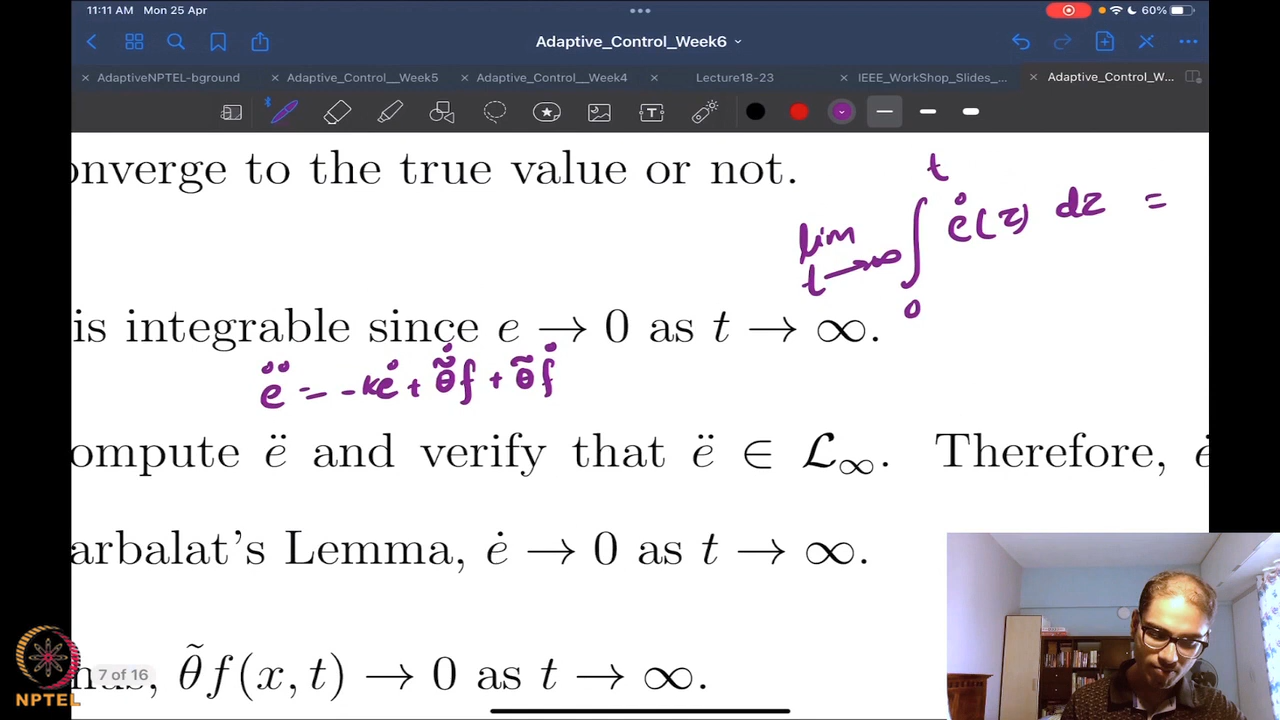 11:11 AM Mon 25 Apr
60%
Adaptive_Control_Week6
AdaptiveNPTEL-bground
Adaptive_Control__Week5
Adaptive_Control__Week4
Lecture18-23
IEEE_WorkShop_Slides_...
Adaptive_Control_W...
onverge to the true value or not.
lim t→∞ ∫₀ᵗ ė(τ) dτ =
is integrable since e → 0 as t → ∞.
ë = -kė + θ̃̇f + θ̃ḟ
ompute ë and verify that ë ∈ 𝓛∞. Therefore, ė
arbalat's Lemma, ė → 0 as t → ∞.
θ̃f(x, t) → 0 as t → ∞.
7 of 16
NPTEL